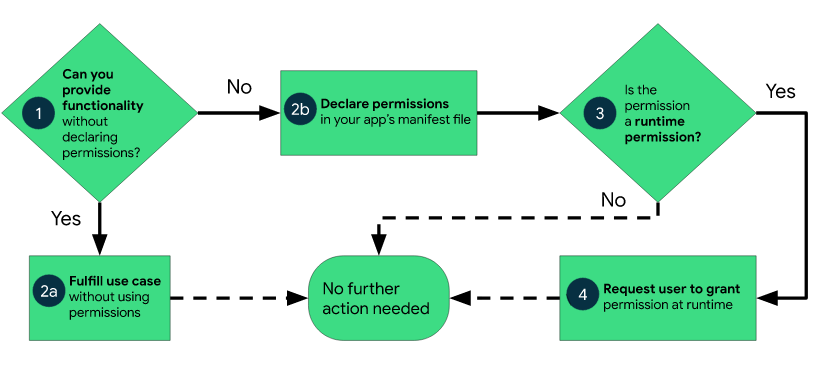 1
Can you
provide
functionality
without
declaring
permissions?
No
2b
Declare permissions
in your app's manifest file
3
Is the
permission
a runtime
permission?
Yes
Yes
No
2a
Fulfill use case
without using
permissions
No further
action needed
4
Request user to grant
permission at runtime